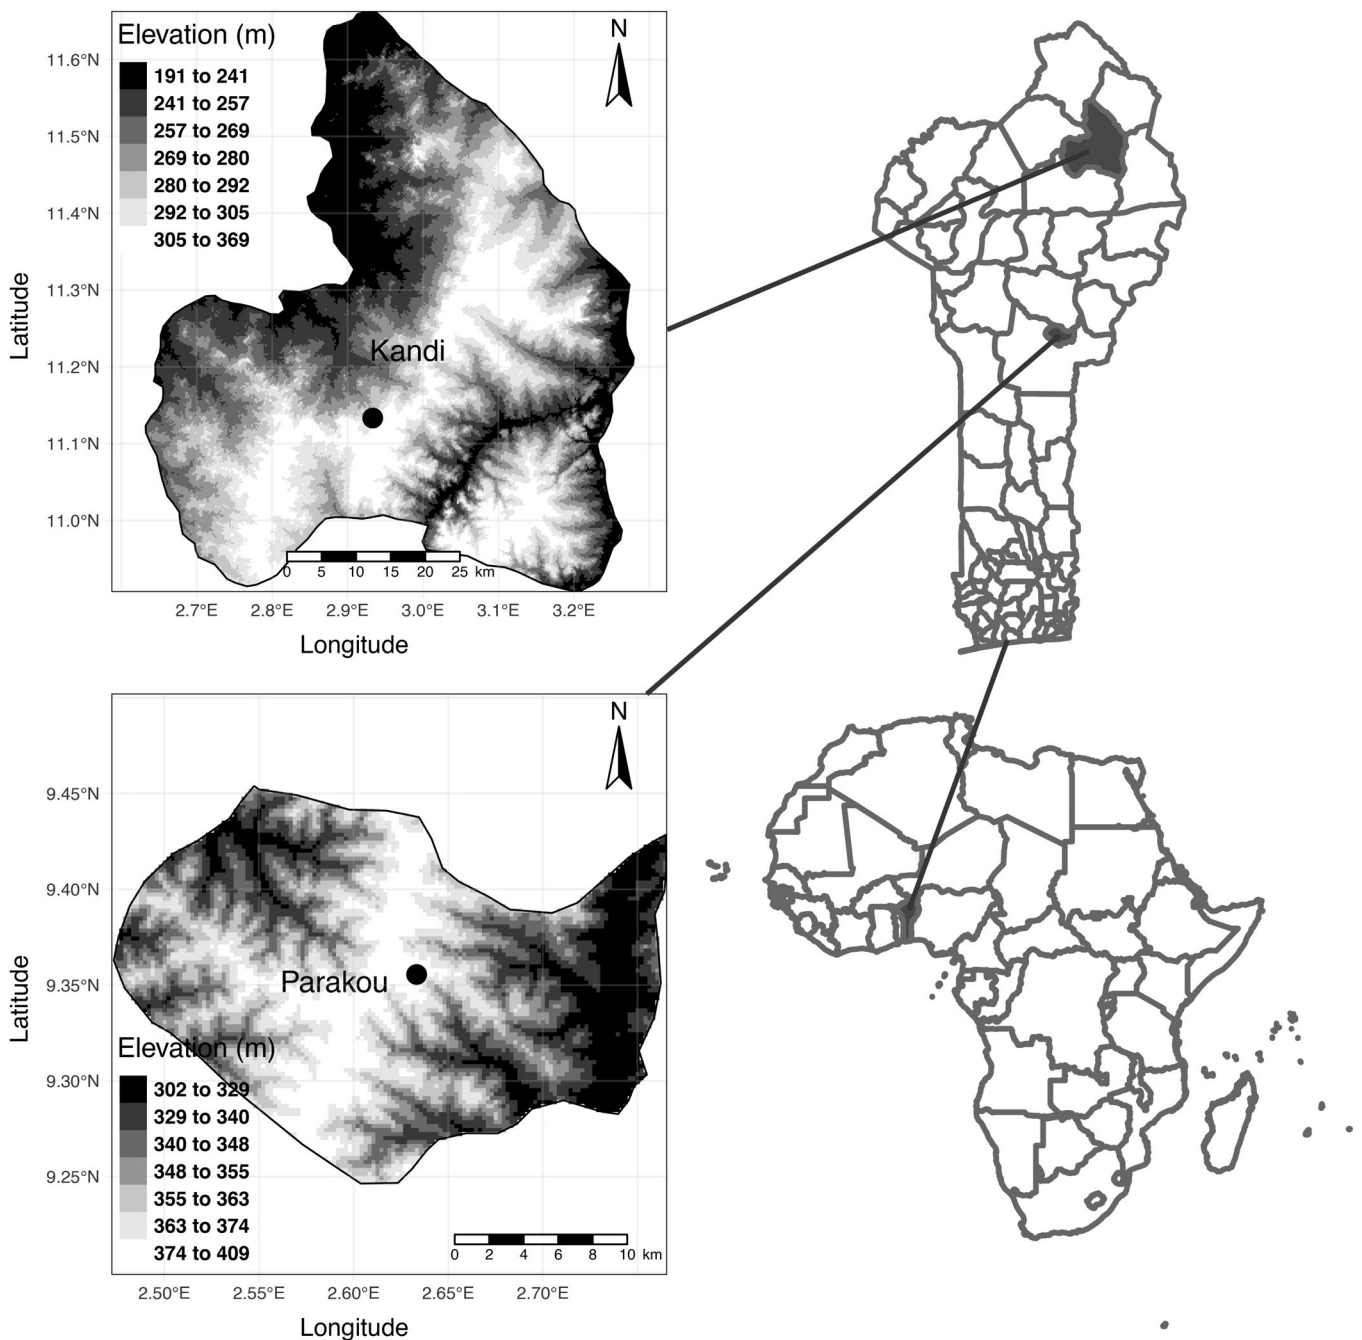 Elevation (m)
191 to 241
241 to 257
257 to 269
269 to 280
280 to 292
292 to 305
305 to 369
N
11.6°N
11.5°N
11.4°N
11.3°N
11.2°N
11.1°N
11.0°N
Latitude
Kandi
0 5 10 15 20 25 km
2.7°E 2.8°E 2.9°E 3.0°E 3.1°E 3.2°E
Longitude
N
9.45°N
9.40°N
9.35°N
9.30°N
9.25°N
Latitude
Parakou
Elevation (m)
302 to 329
329 to 340
340 to 348
348 to 355
355 to 363
363 to 374
374 to 409
0 2 4 6 8 10 km
2.50°E 2.55°E 2.60°E 2.65°E 2.70°E
Longitude